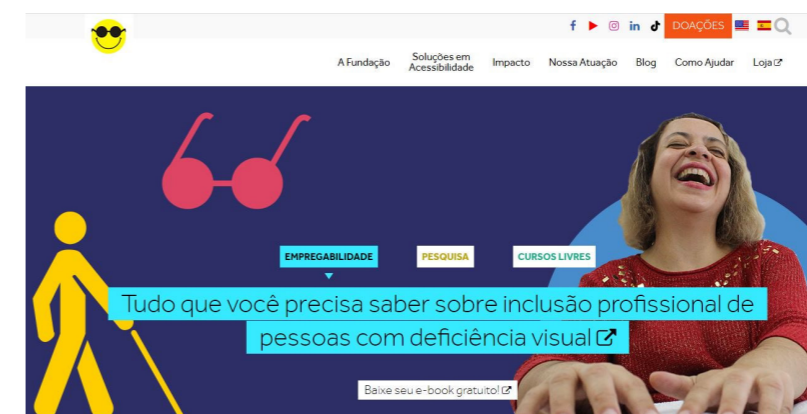 DOAÇÕES
A Fundação
Soluções em
Acessibilidade
Impacto
Nossa Atuação
Blog
Como Ajudar
Loja
EMPREGABILIDADE
PESQUISA
CURSOS LIVRES
Tudo que você precisa saber sobre inclusão profissional de
pessoas com deficiência visual
Baixe seu e-book gratuito!